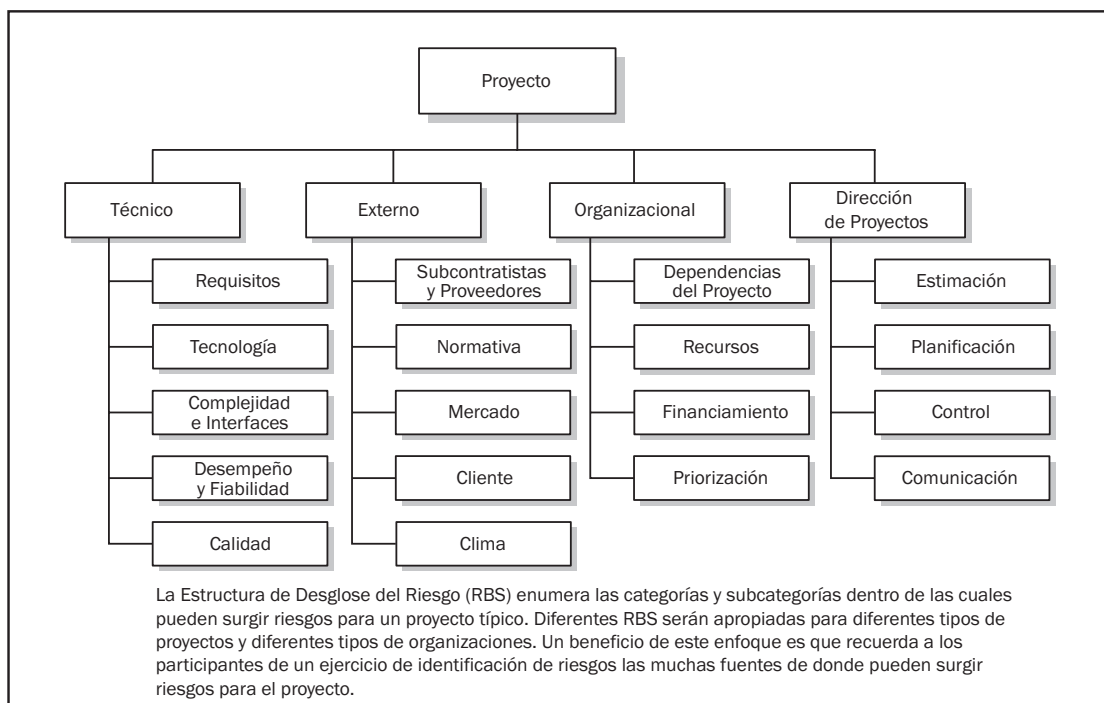 Proyecto
Técnico
Externo
Organizacional
Dirección
de Proyectos
Requisitos
Tecnología
Complejidad
e Interfaces
Desempeño
y Fiabilidad
Calidad
Subcontratistas
y Proveedores
Normativa
Mercado
Cliente
Clima
Dependencias
del Proyecto
Recursos
Financiamiento
Priorización
Estimación
Planificación
Control
Comunicación
La Estructura de Desglose del Riesgo (RBS) enumera las categorías y subcategorías dentro de las cuales
pueden surgir riesgos para un proyecto típico. Diferentes RBS serán apropiadas para diferentes tipos de
proyectos y diferentes tipos de organizaciones. Un beneficio de este enfoque es que recuerda a los
participantes de un ejercicio de identificación de riesgos las muchas fuentes de donde pueden surgir
riesgos para el proyecto.